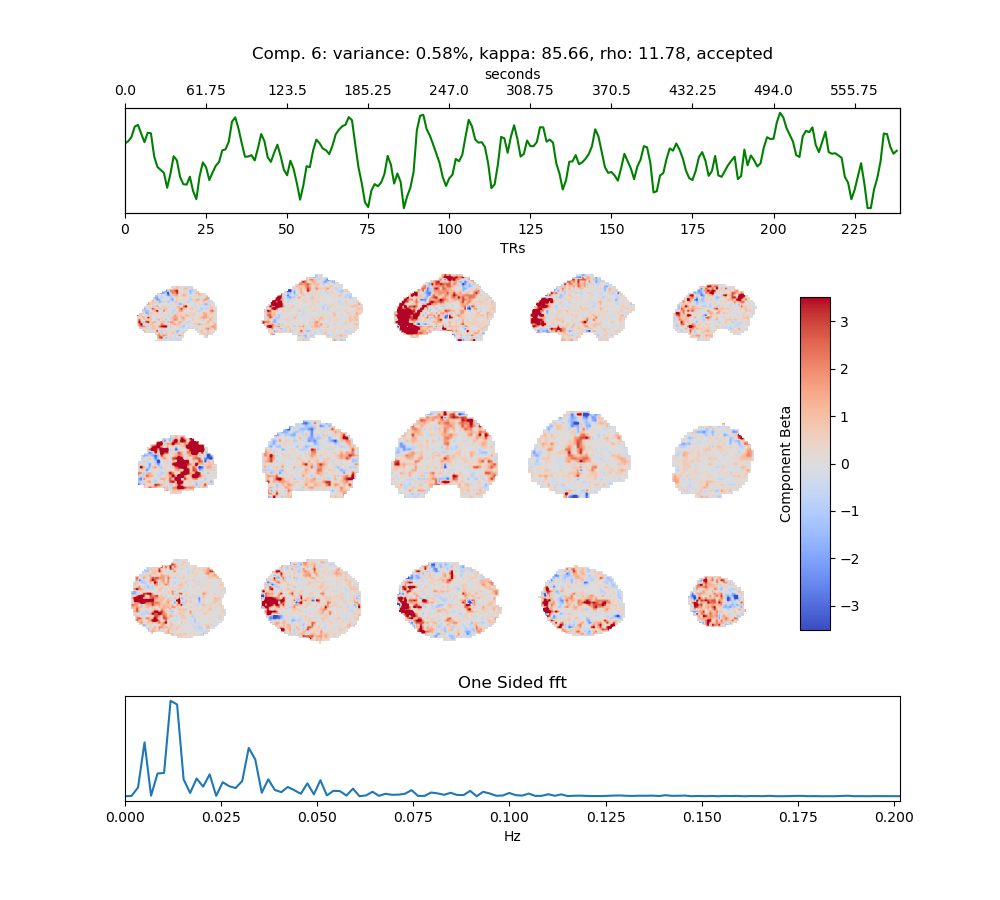 Comp. 6: variance: 0.58%, kappa: 85.66, rho: 11.78, accepted
seconds
0.0 61.75 123.5 185.25 247.0 308.75 370.5 432.25 494.0 555.75
0 25 50 75 100 125 150 175 200 225
TRs
3
2
1
0
−1
−2
−3
Component Beta
One Sided fft
0.000 0.025 0.050 0.075 0.100 0.125 0.150 0.175 0.200
Hz